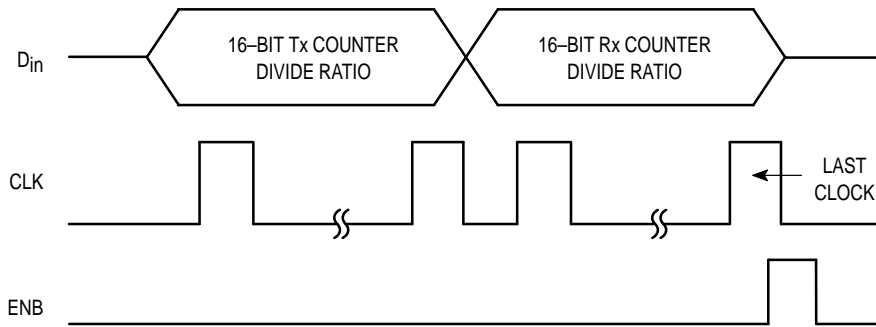 16–BIT Tx COUNTER
DIVIDE RATIO
16–BIT Rx COUNTER
DIVIDE RATIO
Din
CLK
LAST
CLOCK
ENB